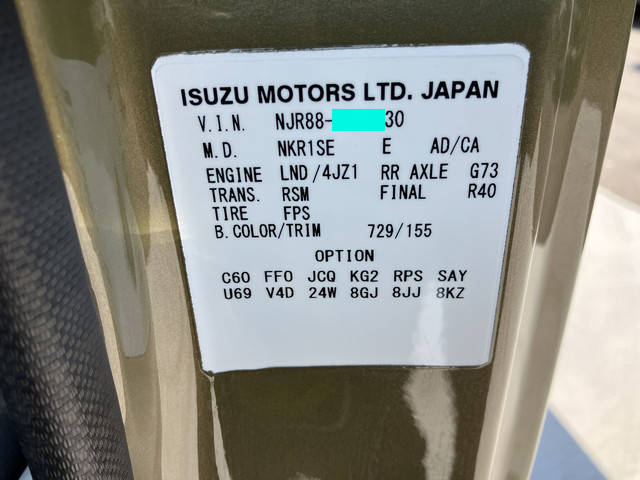 ISUZU MOTORS LTD. JAPAN
V.I.N. NJR88- 30
M.D. NKR1SE E AD/CA
ENGINE LND/4JZ1 RR AXLE G73
TRANS. RSM FINAL R40
TIRE FPS
B.COLOR/TRIM 729/155
OPTION
C60 FF0 JCQ KG2 RPS SAY
U69 V4D 24W 8GJ 8JJ 8KZ